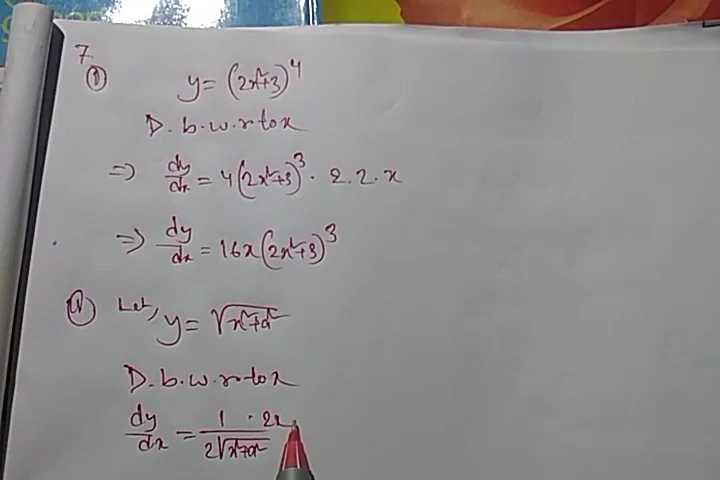 7
(i) y = (2x²+3)⁴
D. b. w. r to x
⇒ dy/dx = 4(2x²+3)³ · 2.2.x
⇒ dy/dx = 16x(2x²+3)³
Let, y = √(x²+a²)
D. b. w. r to x
dy/dx = 1/(2√(x²+a²)) · 2x